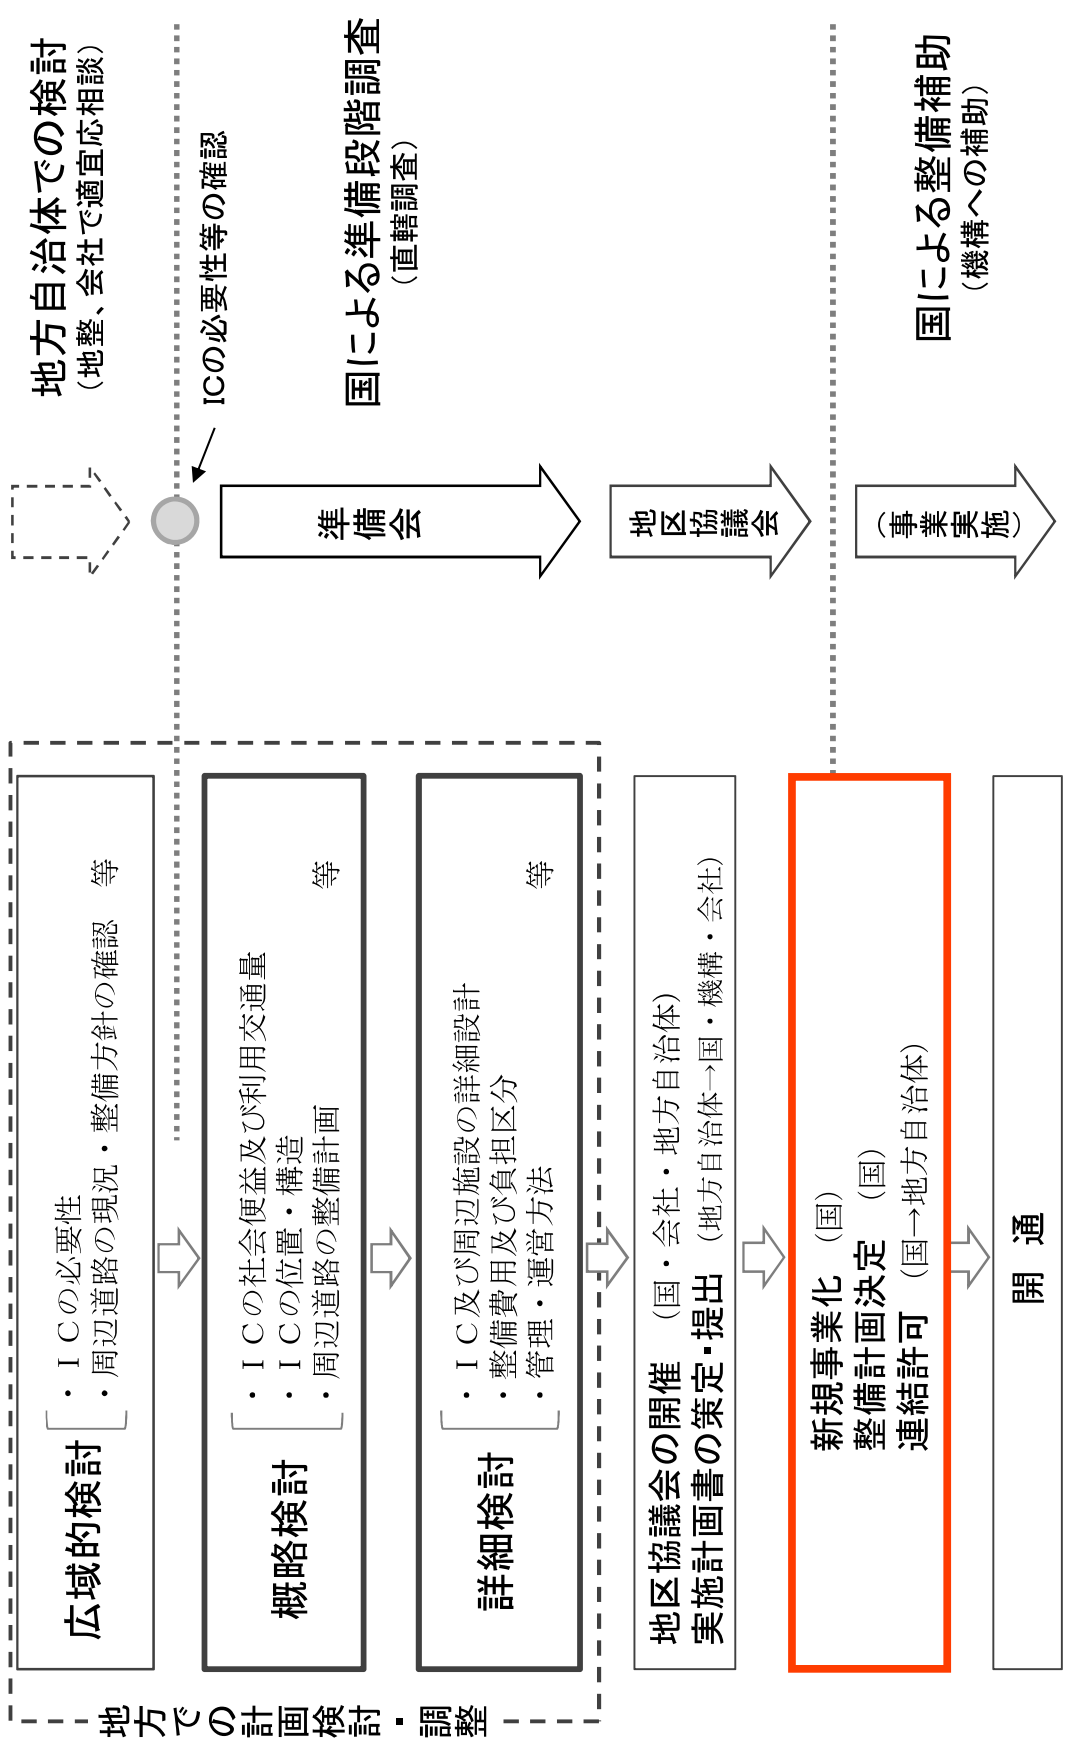 地方での計画検討・調整
広域的検討
・ＩＣの必要性
・周辺道路の現況・整備方針の確認　等
概略検討
・ＩＣの社会便益及び利用交通量
・ＩＣの位置・構造
・周辺道路の整備計画　等
詳細検討
・ＩＣ及び周辺施設の詳細設計
・整備費用及び負担区分
・管理・運営方法　等
地区協議会の開催　(国・会社・地方自治体)
実施計画書の策定・提出　(地方自治体→国・機構・会社)
新規事業化　(国)
整備計画決定　(国)
連結許可　(国→地方自治体)
開　通
準備会
地区協議会
（事業実施）
地方自治体での検討
（地整、会社で適宜応相談）
ICの必要性等の確認
国による準備段階調査
（直轄調査）
国による整備補助
（機構への補助）